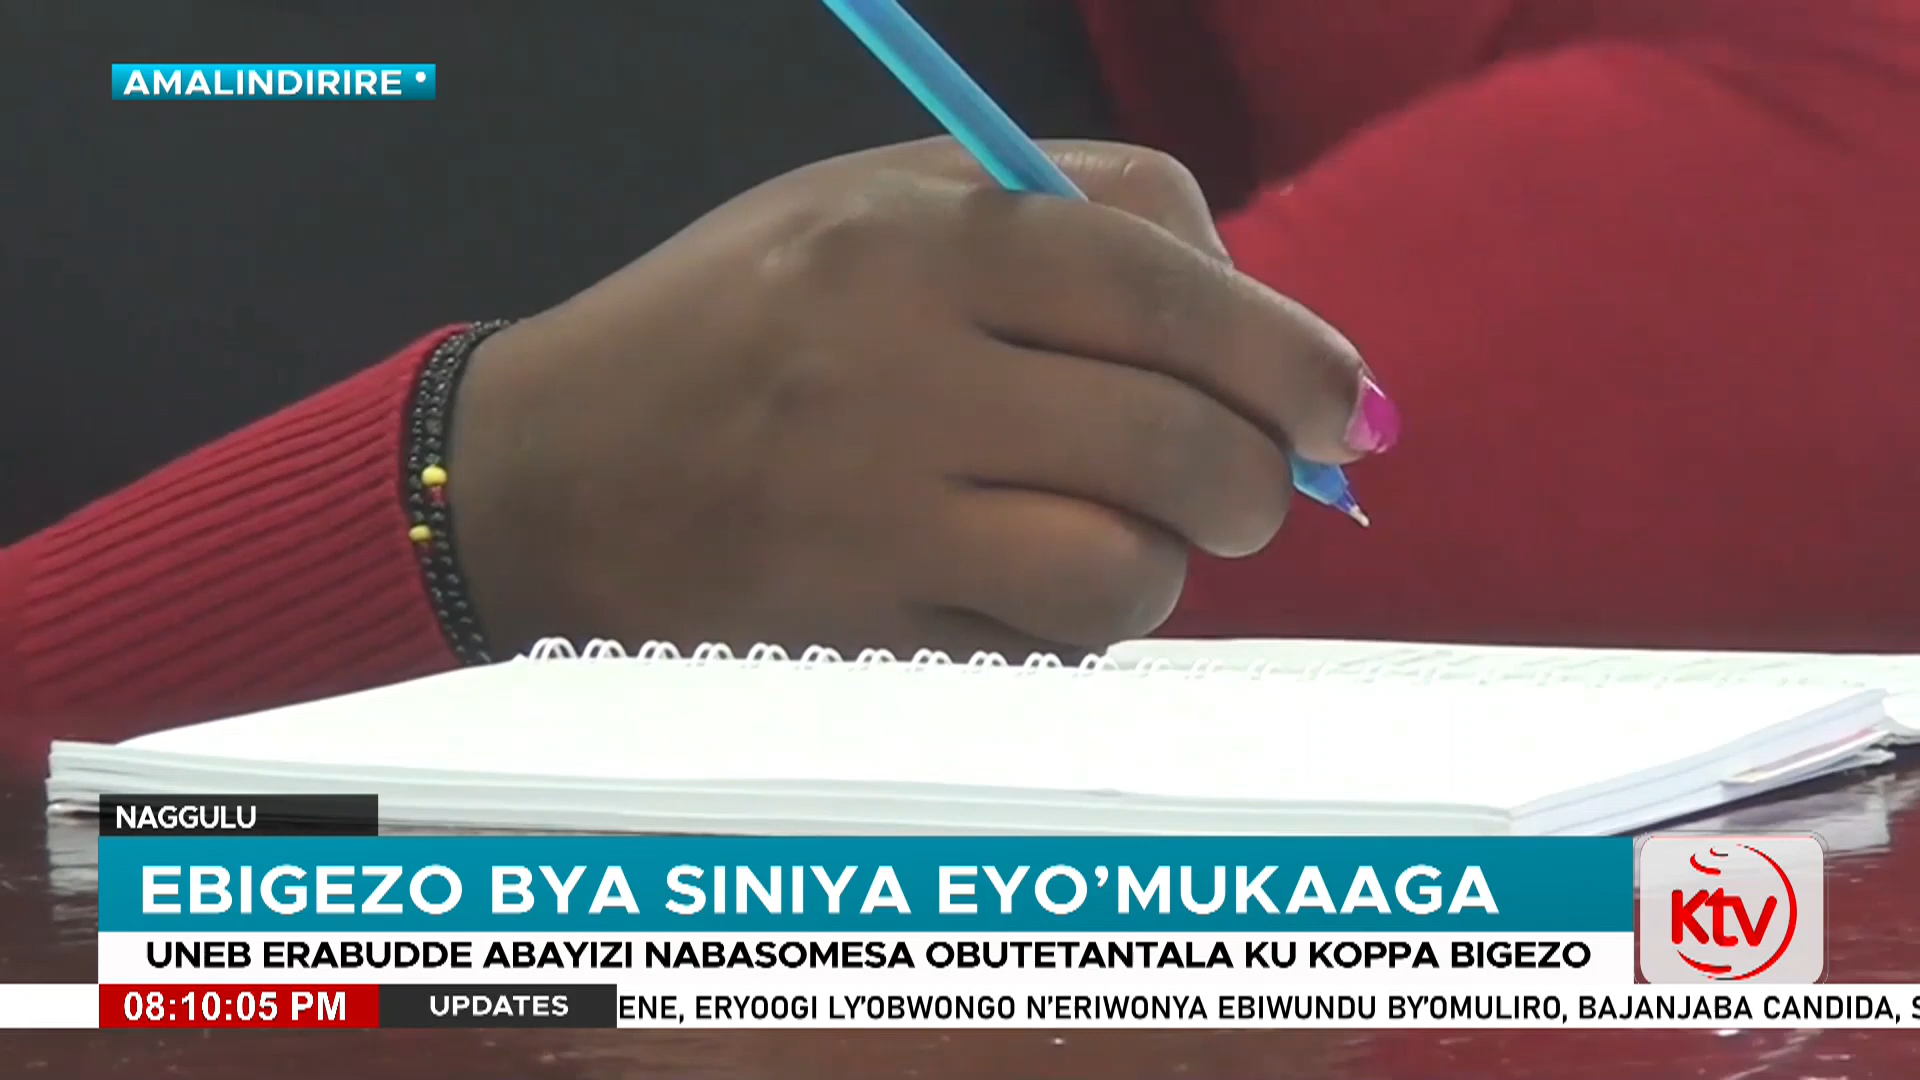 AMALINDIRIRE
NAGGULU
EBIGEZO BYA SINIYA EYO’MUKAAGA
UNEB ERABUDDE ABAYIZI NABASOMESA OBUTETANTALA KU KOPPA BIGEZO
Ktv
08:10:05 PM
UPDATES
ENE, ERYOOGI LY’OBWONGO N’ERIWONYA EBIWUNDU BY’OMULIRO, BAJANJABA CANDIDA, S